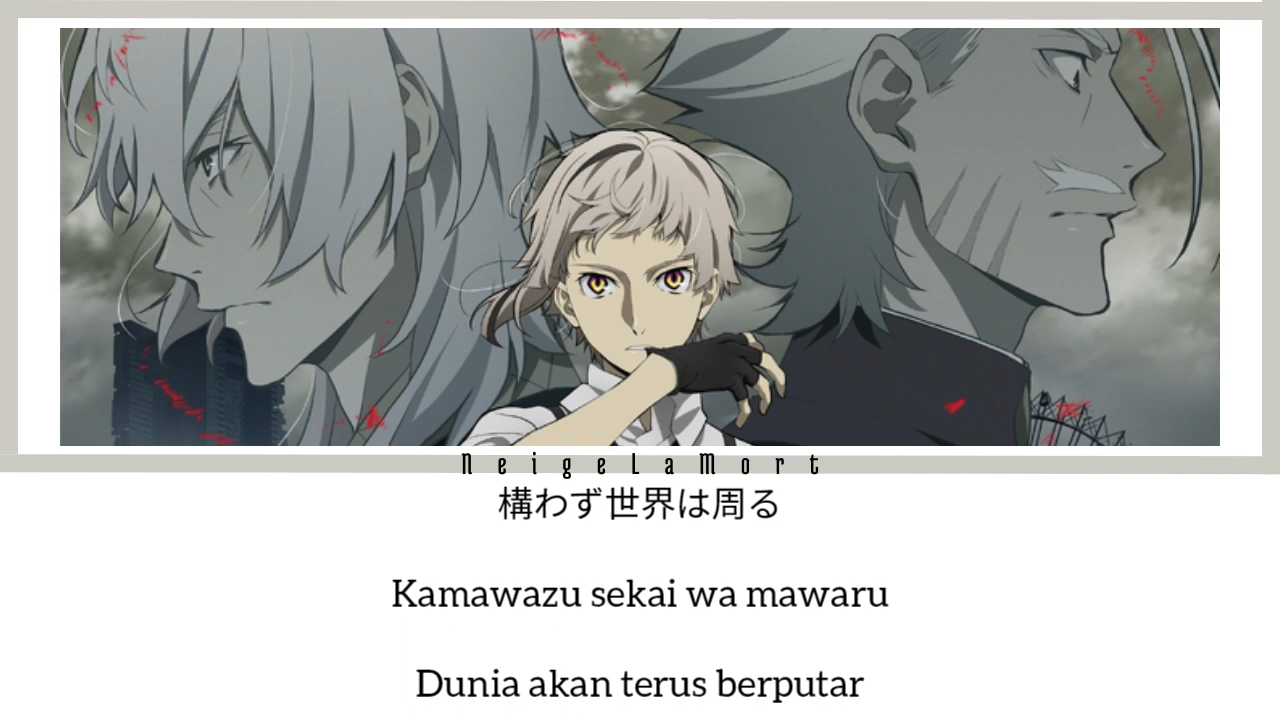 NeigeLaMort
構わず世界は周る
Kamawazu sekai wa mawaru
Dunia akan terus berputar